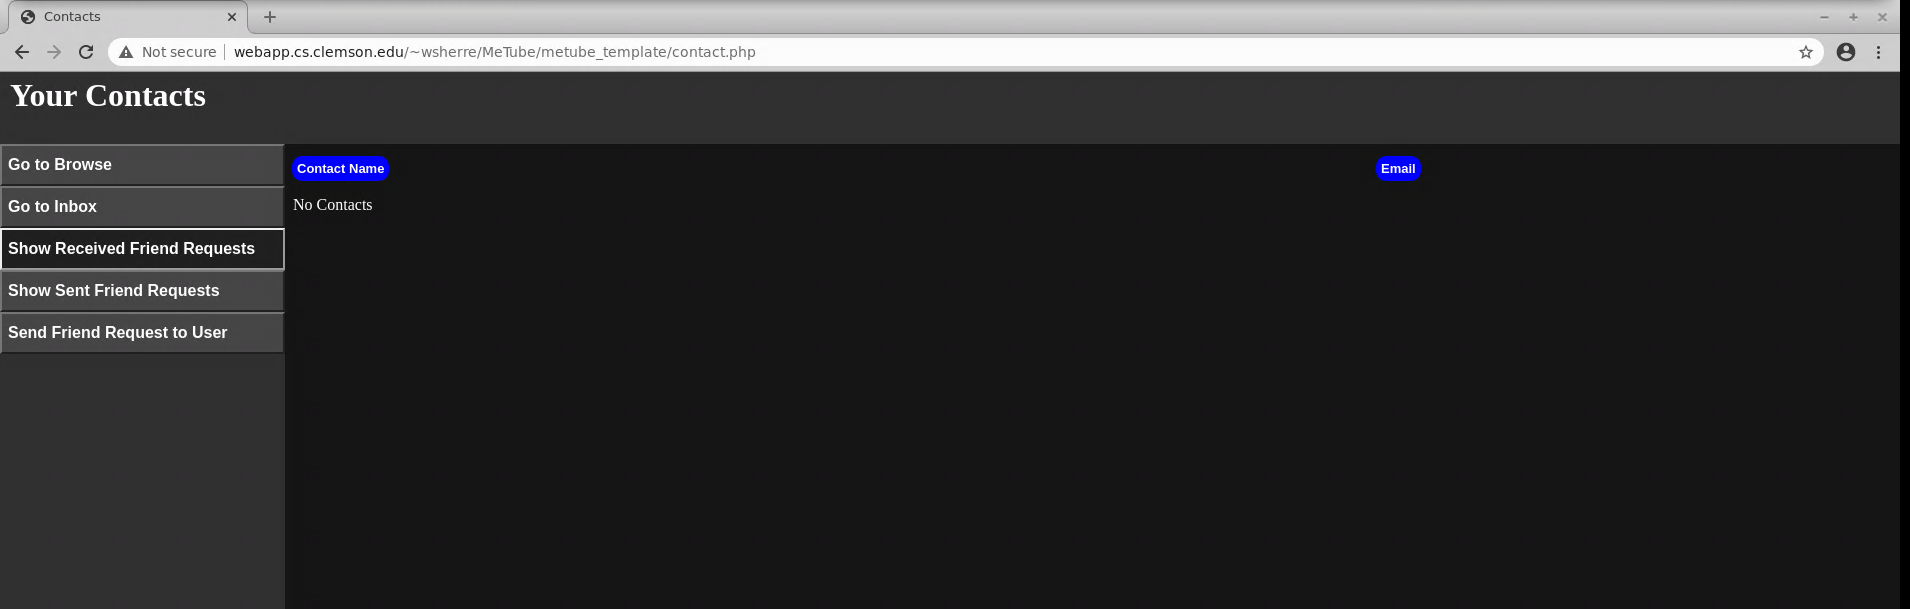 Contacts
Not secure webapp.cs.clemson.edu/~wsherre/MeTube/metube_template/contact.php
Your Contacts
Go to Browse
Go to Inbox
Show Received Friend Requests
Show Sent Friend Requests
Send Friend Request to User
Contact Name Email
No Contacts